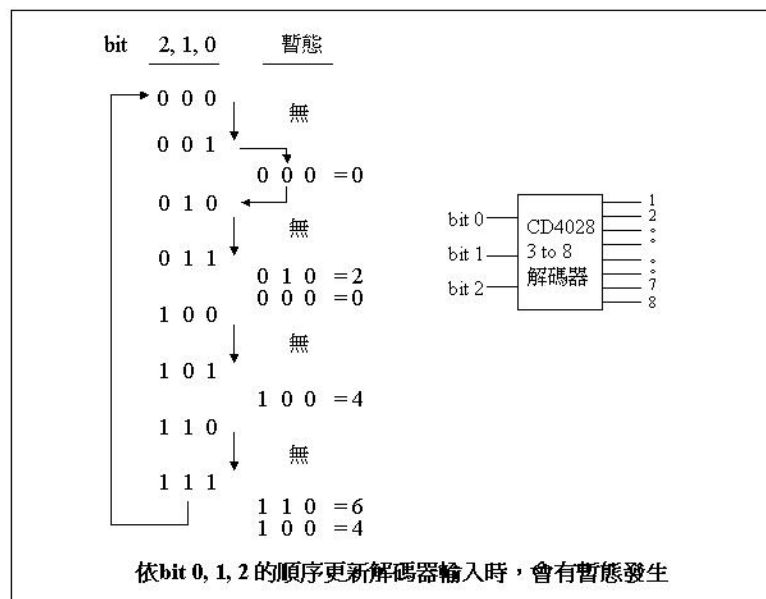 bit 2, 1, 0 暫態
0 0 0
無
0 0 1
0 0 0 =0
0 1 0
無
0 1 1
0 1 0 =2
0 0 0 =0
1 0 0
無
1 0 1
1 0 0 =4
1 1 0
無
1 1 1
1 1 0 =6
1 0 0 =4
bit 0
bit 1
bit 2
CD4028
3 to 8
解碼器
1
2
7
8
依bit 0, 1, 2 的順序更新解碼器輸入時，會有暫態發生